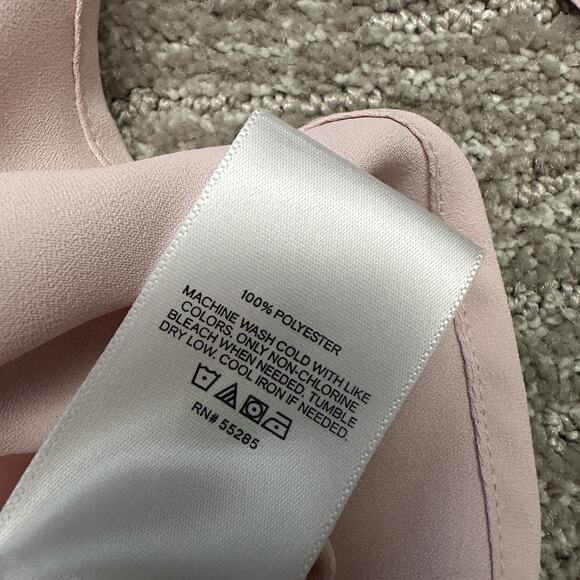 100% POLYESTER
MACHINE WASH COLD WITH LIKE
COLORS, ONLY NON-CHLORINE
BLEACH WHEN NEEDED, TUMBLE
DRY LOW, COOL IRON IF NEEDED.
RN# 55285